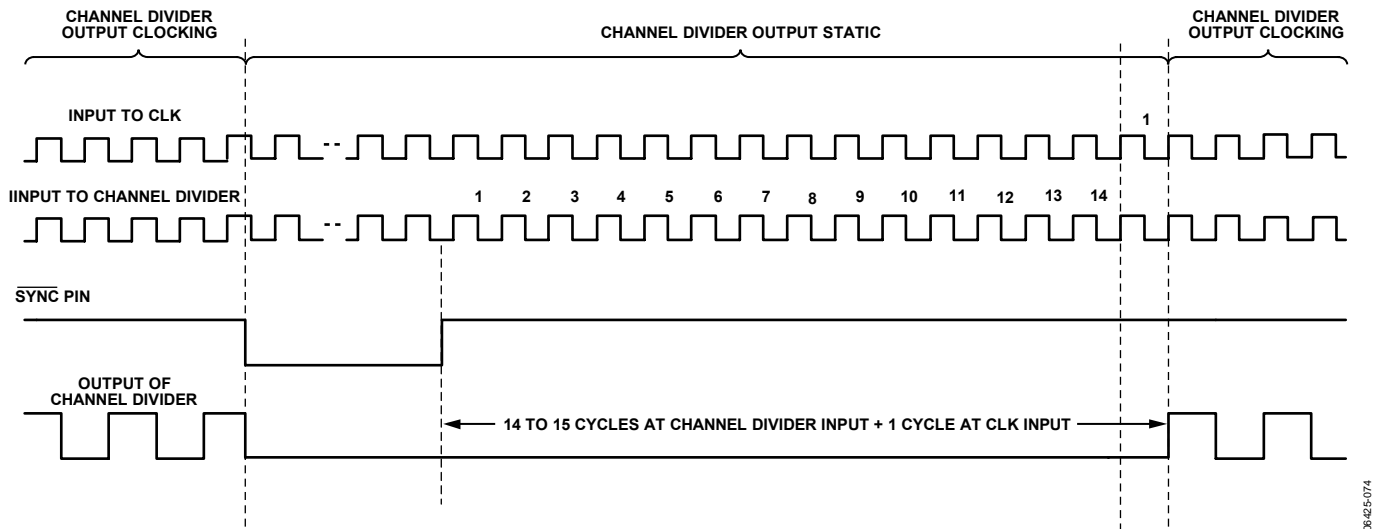 CHANNEL DIVIDER
OUTPUT CLOCKING
CHANNEL DIVIDER OUTPUT STATIC
CHANNEL DIVIDER
OUTPUT CLOCKING
INPUT TO CLK
1
IINPUT TO CHANNEL DIVIDER
1 2 3 4 5 6 7 8 9 10 11 12 13 14
SYNC PIN
OUTPUT OF
CHANNEL DIVIDER
14 TO 15 CYCLES AT CHANNEL DIVIDER INPUT + 1 CYCLE AT CLK INPUT
06425-074